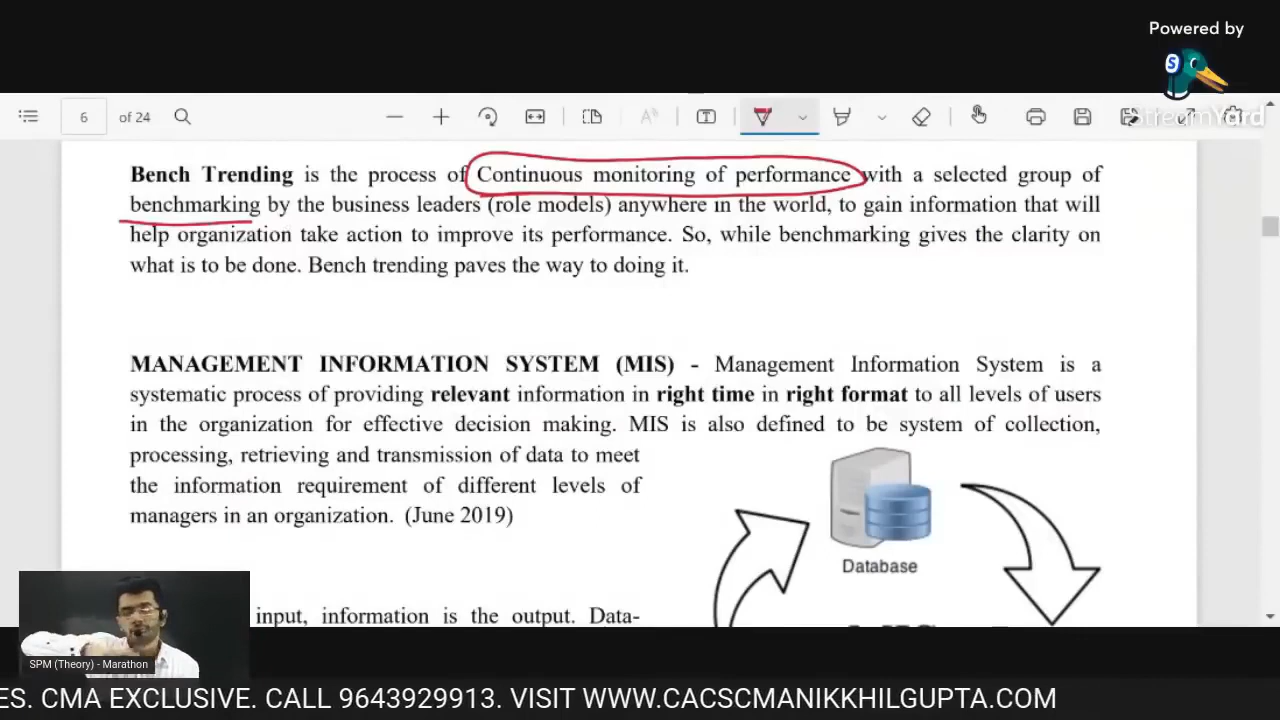 Powered by
StreamYard
6 of 24
Bench Trending is the process of Continuous monitoring of performance with a selected group of
benchmarking by the business leaders (role models) anywhere in the world, to gain information that will
help organization take action to improve its performance. So, while benchmarking gives the clarity on
what is to be done. Bench trending paves the way to doing it.
MANAGEMENT INFORMATION SYSTEM (MIS) - Management Information System is a
systematic process of providing relevant information in right time in right format to all levels of users
in the organization for effective decision making. MIS is also defined to be system of collection,
processing, retrieving and transmission of data to meet
the information requirement of different levels of
managers in an organization. (June 2019)
Database
input, information is the output. Data-
SPM (Theory) - Marathon
ES. CMA EXCLUSIVE. CALL 9643929913. VISIT WWW.CACSCMANIKKHILGUPTA.COM